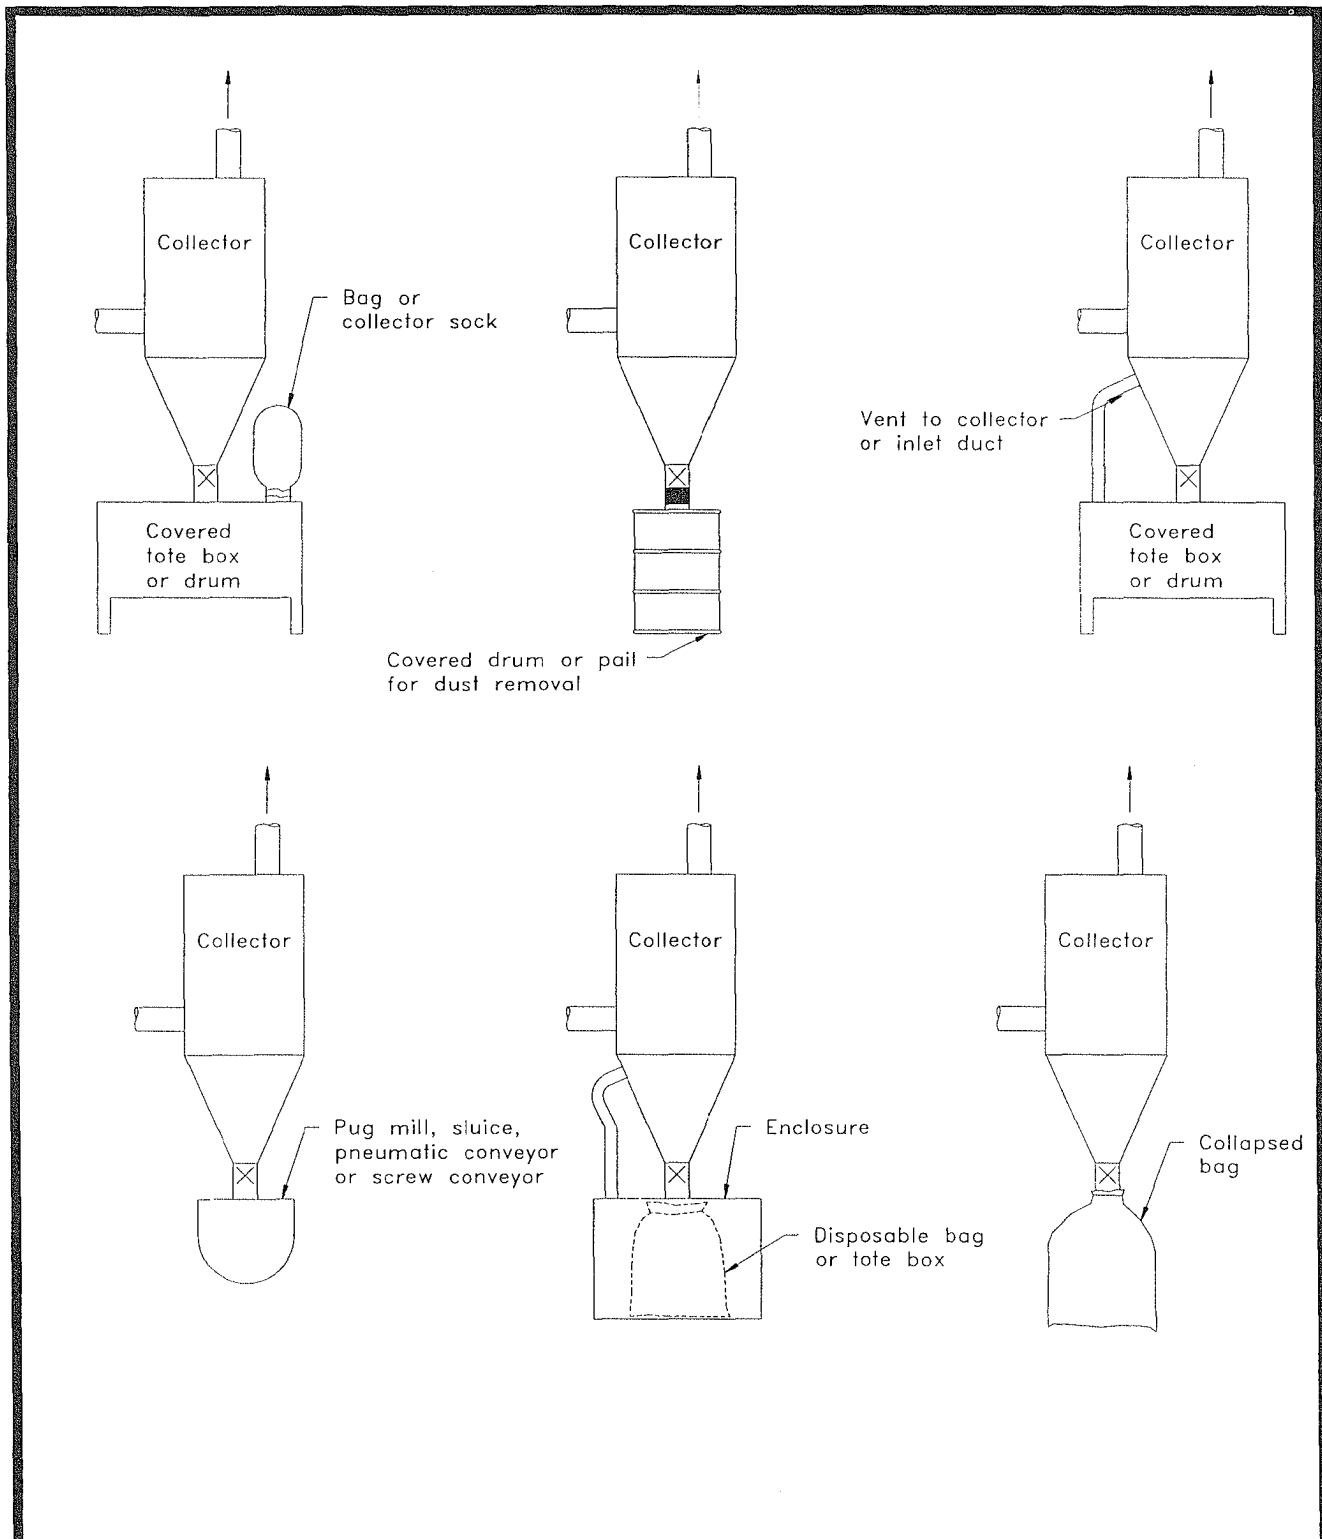 Collector
Bag or
collector sock
Covered
tote box
or drum
Collector
Covered drum or pail
for dust removal
Collector
Vent to collector
or inlet duct
Covered
tote box
or drum
Collector
Pug mill, sluice,
pneumatic conveyor
or screw conveyor
Collector
Enclosure
Disposable bag
or tote box
Collector
Collapsed
bag